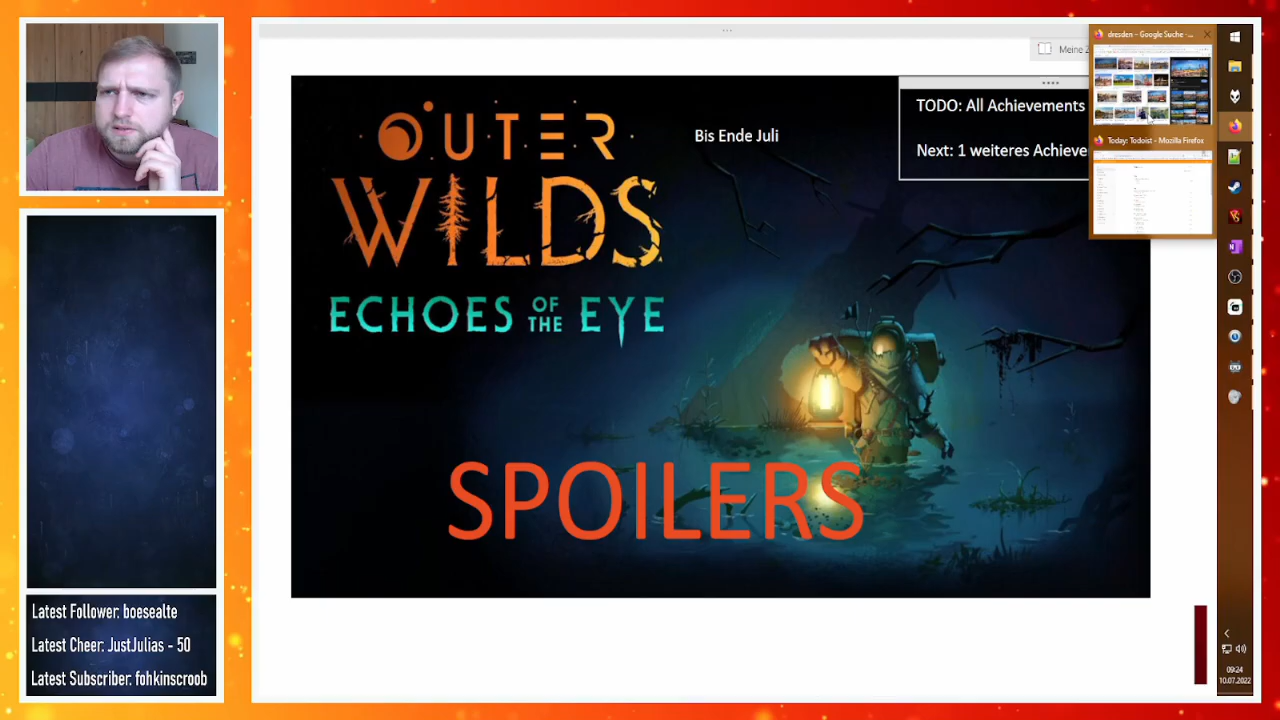 dresden – Google Suche - ...
Meine
Today: Todoist - Mozilla Firefox
OUTER
WILDS
ECHOES OF THE EYE
Bis Ende Juli
TODO: All Achievements
Next: 1 weiteres Achieve
SPOILERS
Latest Follower: boesealte
Latest Cheer: JustJulias - 50
Latest Subscriber: fohkinscroob
09:24
10.07.2022